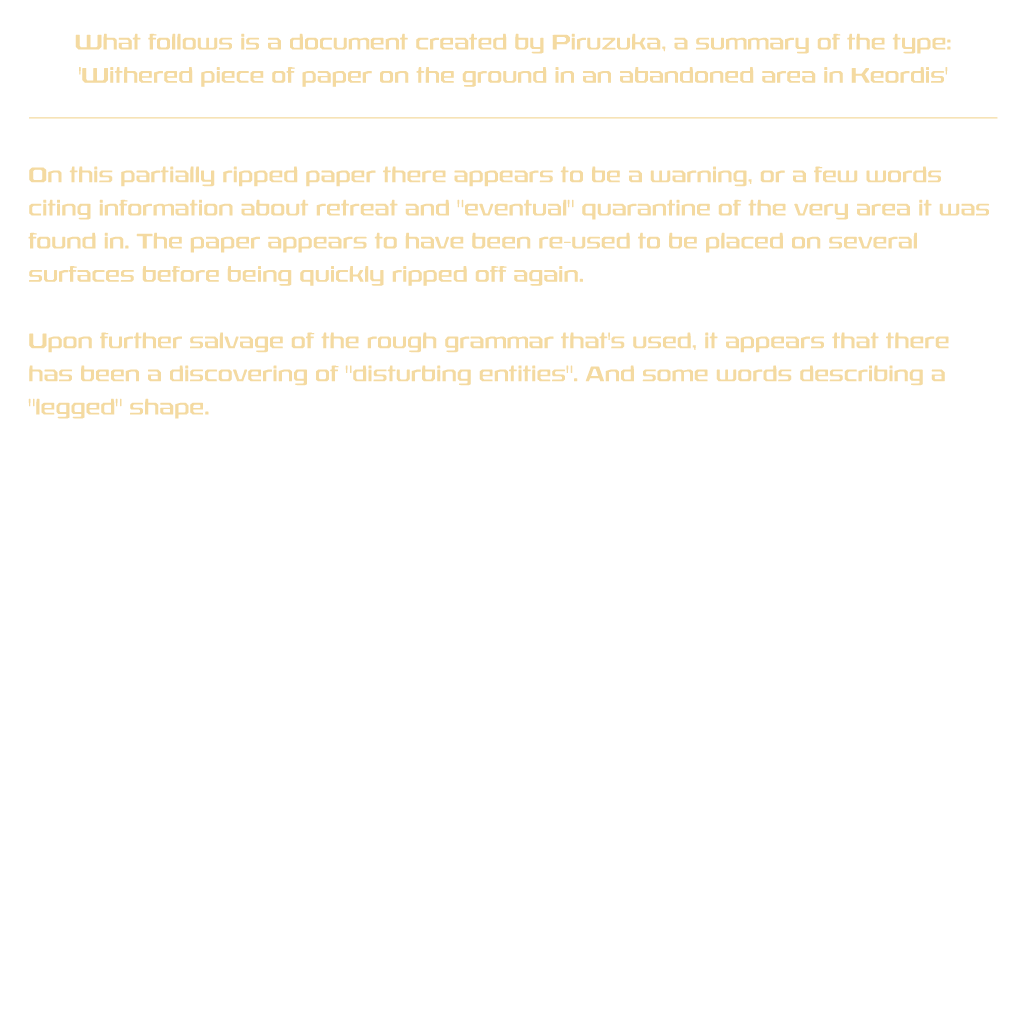 What follows is a document created by Piruzuka, a summary of the type:
'Withered piece of paper on the ground in an abandoned area in Keordis'
On this partially ripped paper there appears to be a warning, or a few words
citing information about retreat and "eventual" quarantine of the very area it was
found in. The paper appears to have been re-used to be placed on several
surfaces before being quickly ripped off again.
Upon further salvage of the rough grammar that's used, it appears that there
has been a discovering of "disturbing entities". And some words describing a
"legged" shape.